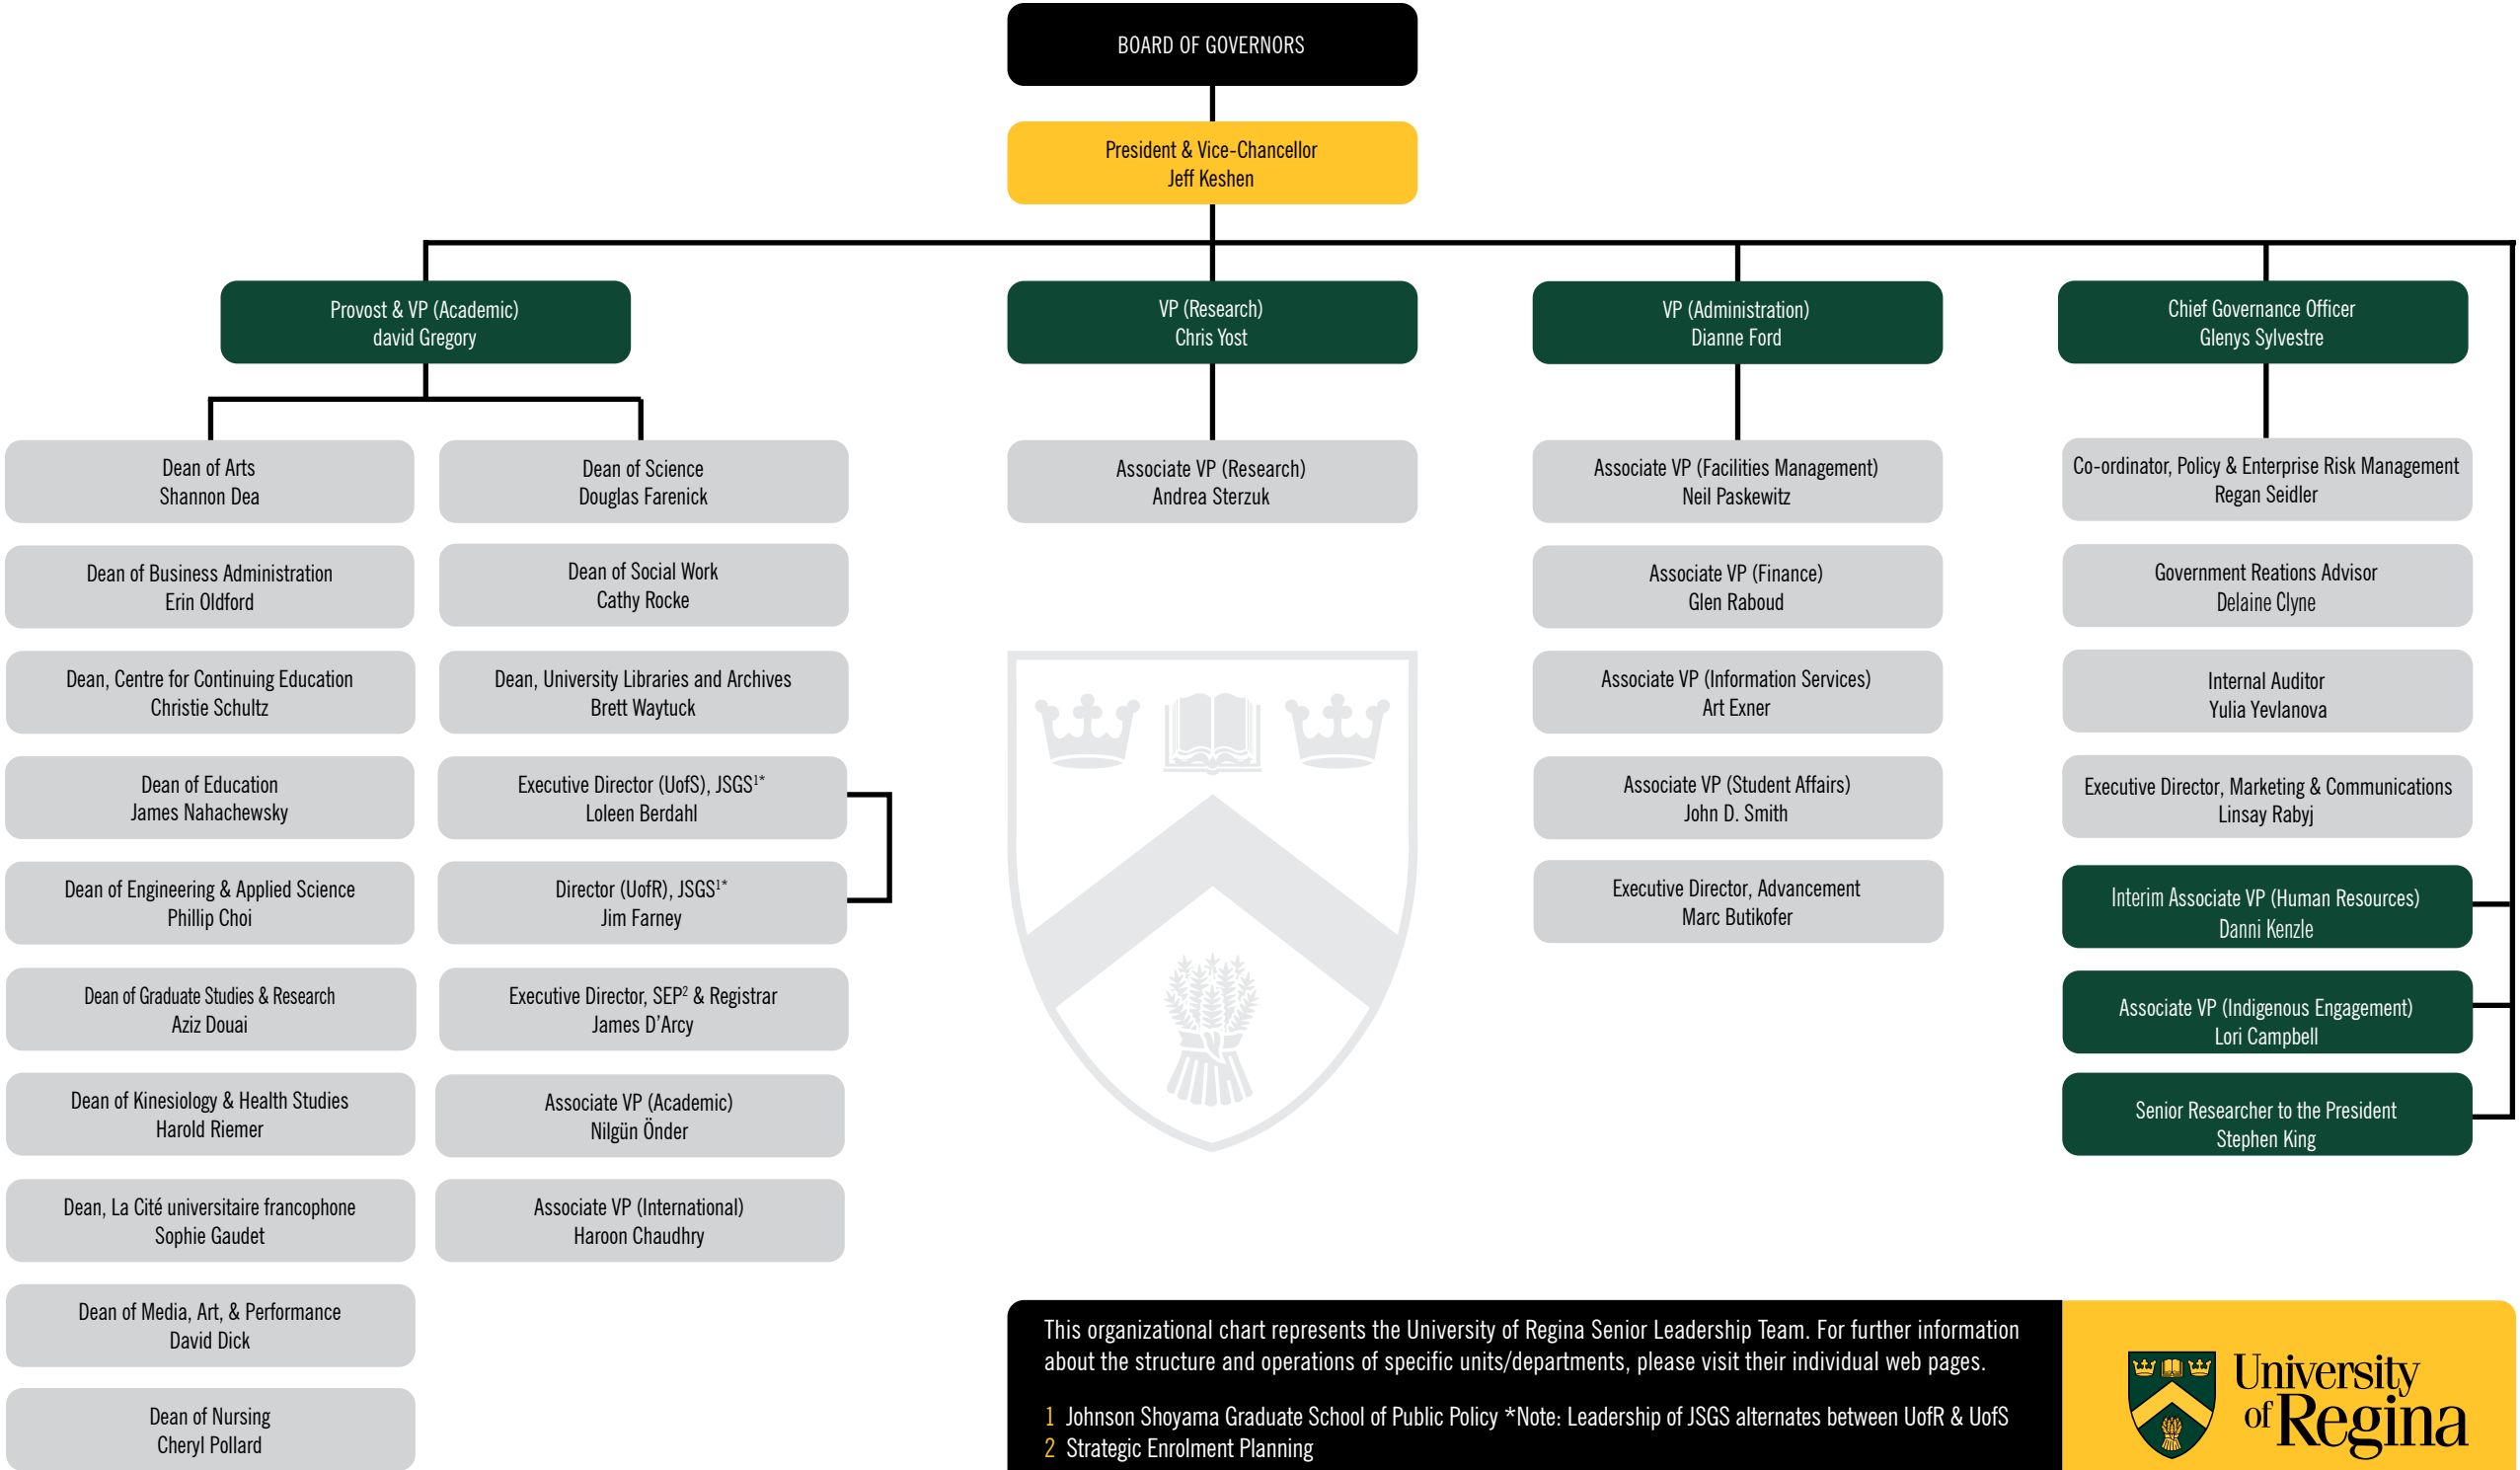 BOARD OF GOVERNORS
President & Vice-Chancellor
Jeff Keshen
Provost & VP (Academic)
david Gregory
VP (Research)
Chris Yost
VP (Administration)
Dianne Ford
Chief Governance Officer
Glenys Sylvestre
Dean of Arts
Shannon Dea
Dean of Business Administration
Erin Oldford
Dean, Centre for Continuing Education
Christie Schultz
Dean of Education
James Nahachewsky
Dean of Engineering & Applied Science
Phillip Choi
Dean of Graduate Studies & Research
Aziz Douai
Dean of Kinesiology & Health Studies
Harold Riemer
Dean, La Cité universitaire francophone
Sophie Gaudet
Dean of Media, Art, & Performance
David Dick
Dean of Nursing
Cheryl Pollard
Dean of Science
Douglas Farenick
Dean of Social Work
Cathy Rocke
Dean, University Libraries and Archives
Brett Waytuck
Executive Director (UofS), JSGS¹*
Loleen Berdahl
Director (UofR), JSGS¹*
Jim Farney
Executive Director, SEP² & Registrar
James D’Arcy
Associate VP (Academic)
Nilgün Önder
Associate VP (International)
Haroon Chaudhry
Associate VP (Research)
Andrea Sterzuk
Associate VP (Facilities Management)
Neil Paskewitz
Associate VP (Finance)
Glen Raboud
Associate VP (Information Services)
Art Exner
Associate VP (Student Affairs)
John D. Smith
Executive Director, Advancement
Marc Butikofer
Co-ordinator, Policy & Enterprise Risk Management
Regan Seidler
Government Reations Advisor
Delaine Clyne
Internal Auditor
Yulia Yevlanova
Executive Director, Marketing & Communications
Linsay Rabyj
Interim Associate VP (Human Resources)
Danni Kenzle
Associate VP (Indigenous Engagement)
Lori Campbell
Senior Researcher to the President
Stephen King
This organizational chart represents the University of Regina Senior Leadership Team. For further information
about the structure and operations of specific units/departments, please visit their individual web pages.
1 Johnson Shoyama Graduate School of Public Policy *Note: Leadership of JSGS alternates between UofR & UofS
2 Strategic Enrolment Planning
University
of Regina